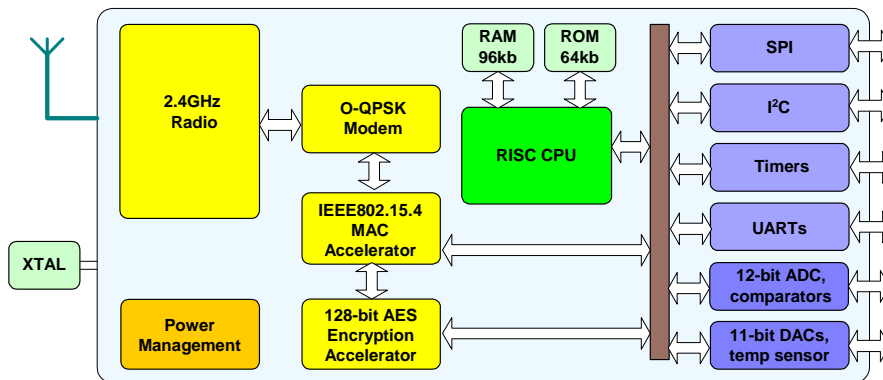 2.4GHz
Radio
O-QPSK
Modem
IEEE802.15.4
MAC
Accelerator
128-bit AES
Encryption
Accelerator
Power
Management
XTAL
RAM
96kb
ROM
64kb
RISC CPU
SPI
I²C
Timers
UARTs
12-bit ADC,
comparators
11-bit DACs,
temp sensor